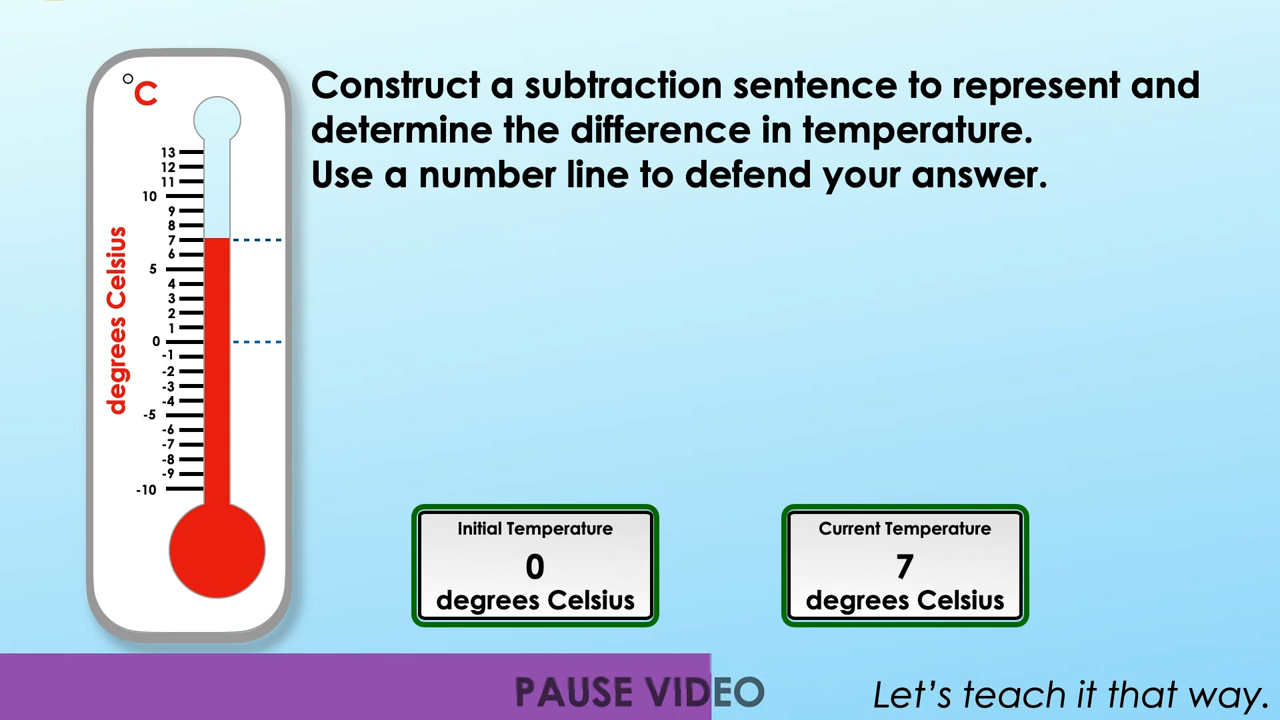 °C
Construct a subtraction sentence to represent and
determine the difference in temperature.
Use a number line to defend your answer.
degrees Celsius
13
12
11
10
9
8
7
6
5
4
3
2
1
0
-1
-2
-3
-4
-5
-6
-7
-8
-9
-10
Initial Temperature
0
degrees Celsius
Current Temperature
7
degrees Celsius
PAUSE VIDEO
Let's teach it that way.